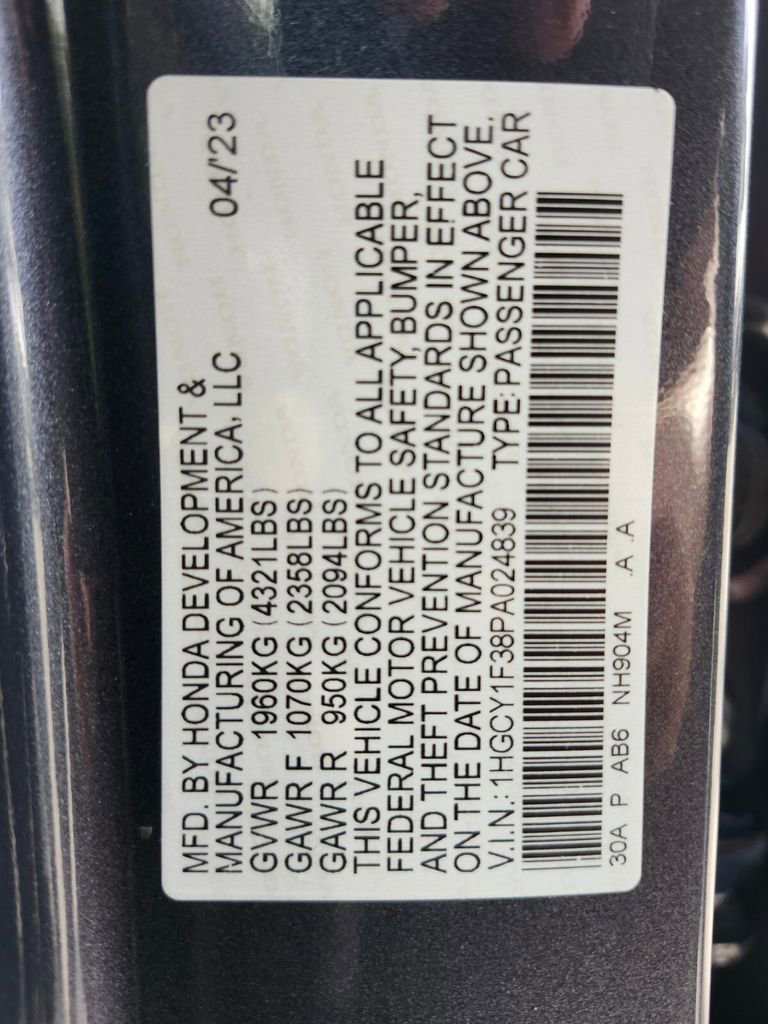 MFD. BY HONDA DEVELOPMENT &
MANUFACTURING OF AMERICA, LLC 04/'23
GVWR 1960KG (4321LBS)
GAWR F 1070KG (2358LBS)
GAWR R 950KG (2094LBS)
THIS VEHICLE CONFORMS TO ALL APPLICABLE
FEDERAL MOTOR VEHICLE SAFETY, BUMPER,
AND THEFT PREVENTION STANDARDS IN EFFECT
ON THE DATE OF MANUFACTURE SHOWN ABOVE.
V.I.N.: 1HGCY1F38PA024839 TYPE: PASSENGER CAR
30A P AB6 NH904M .A .A